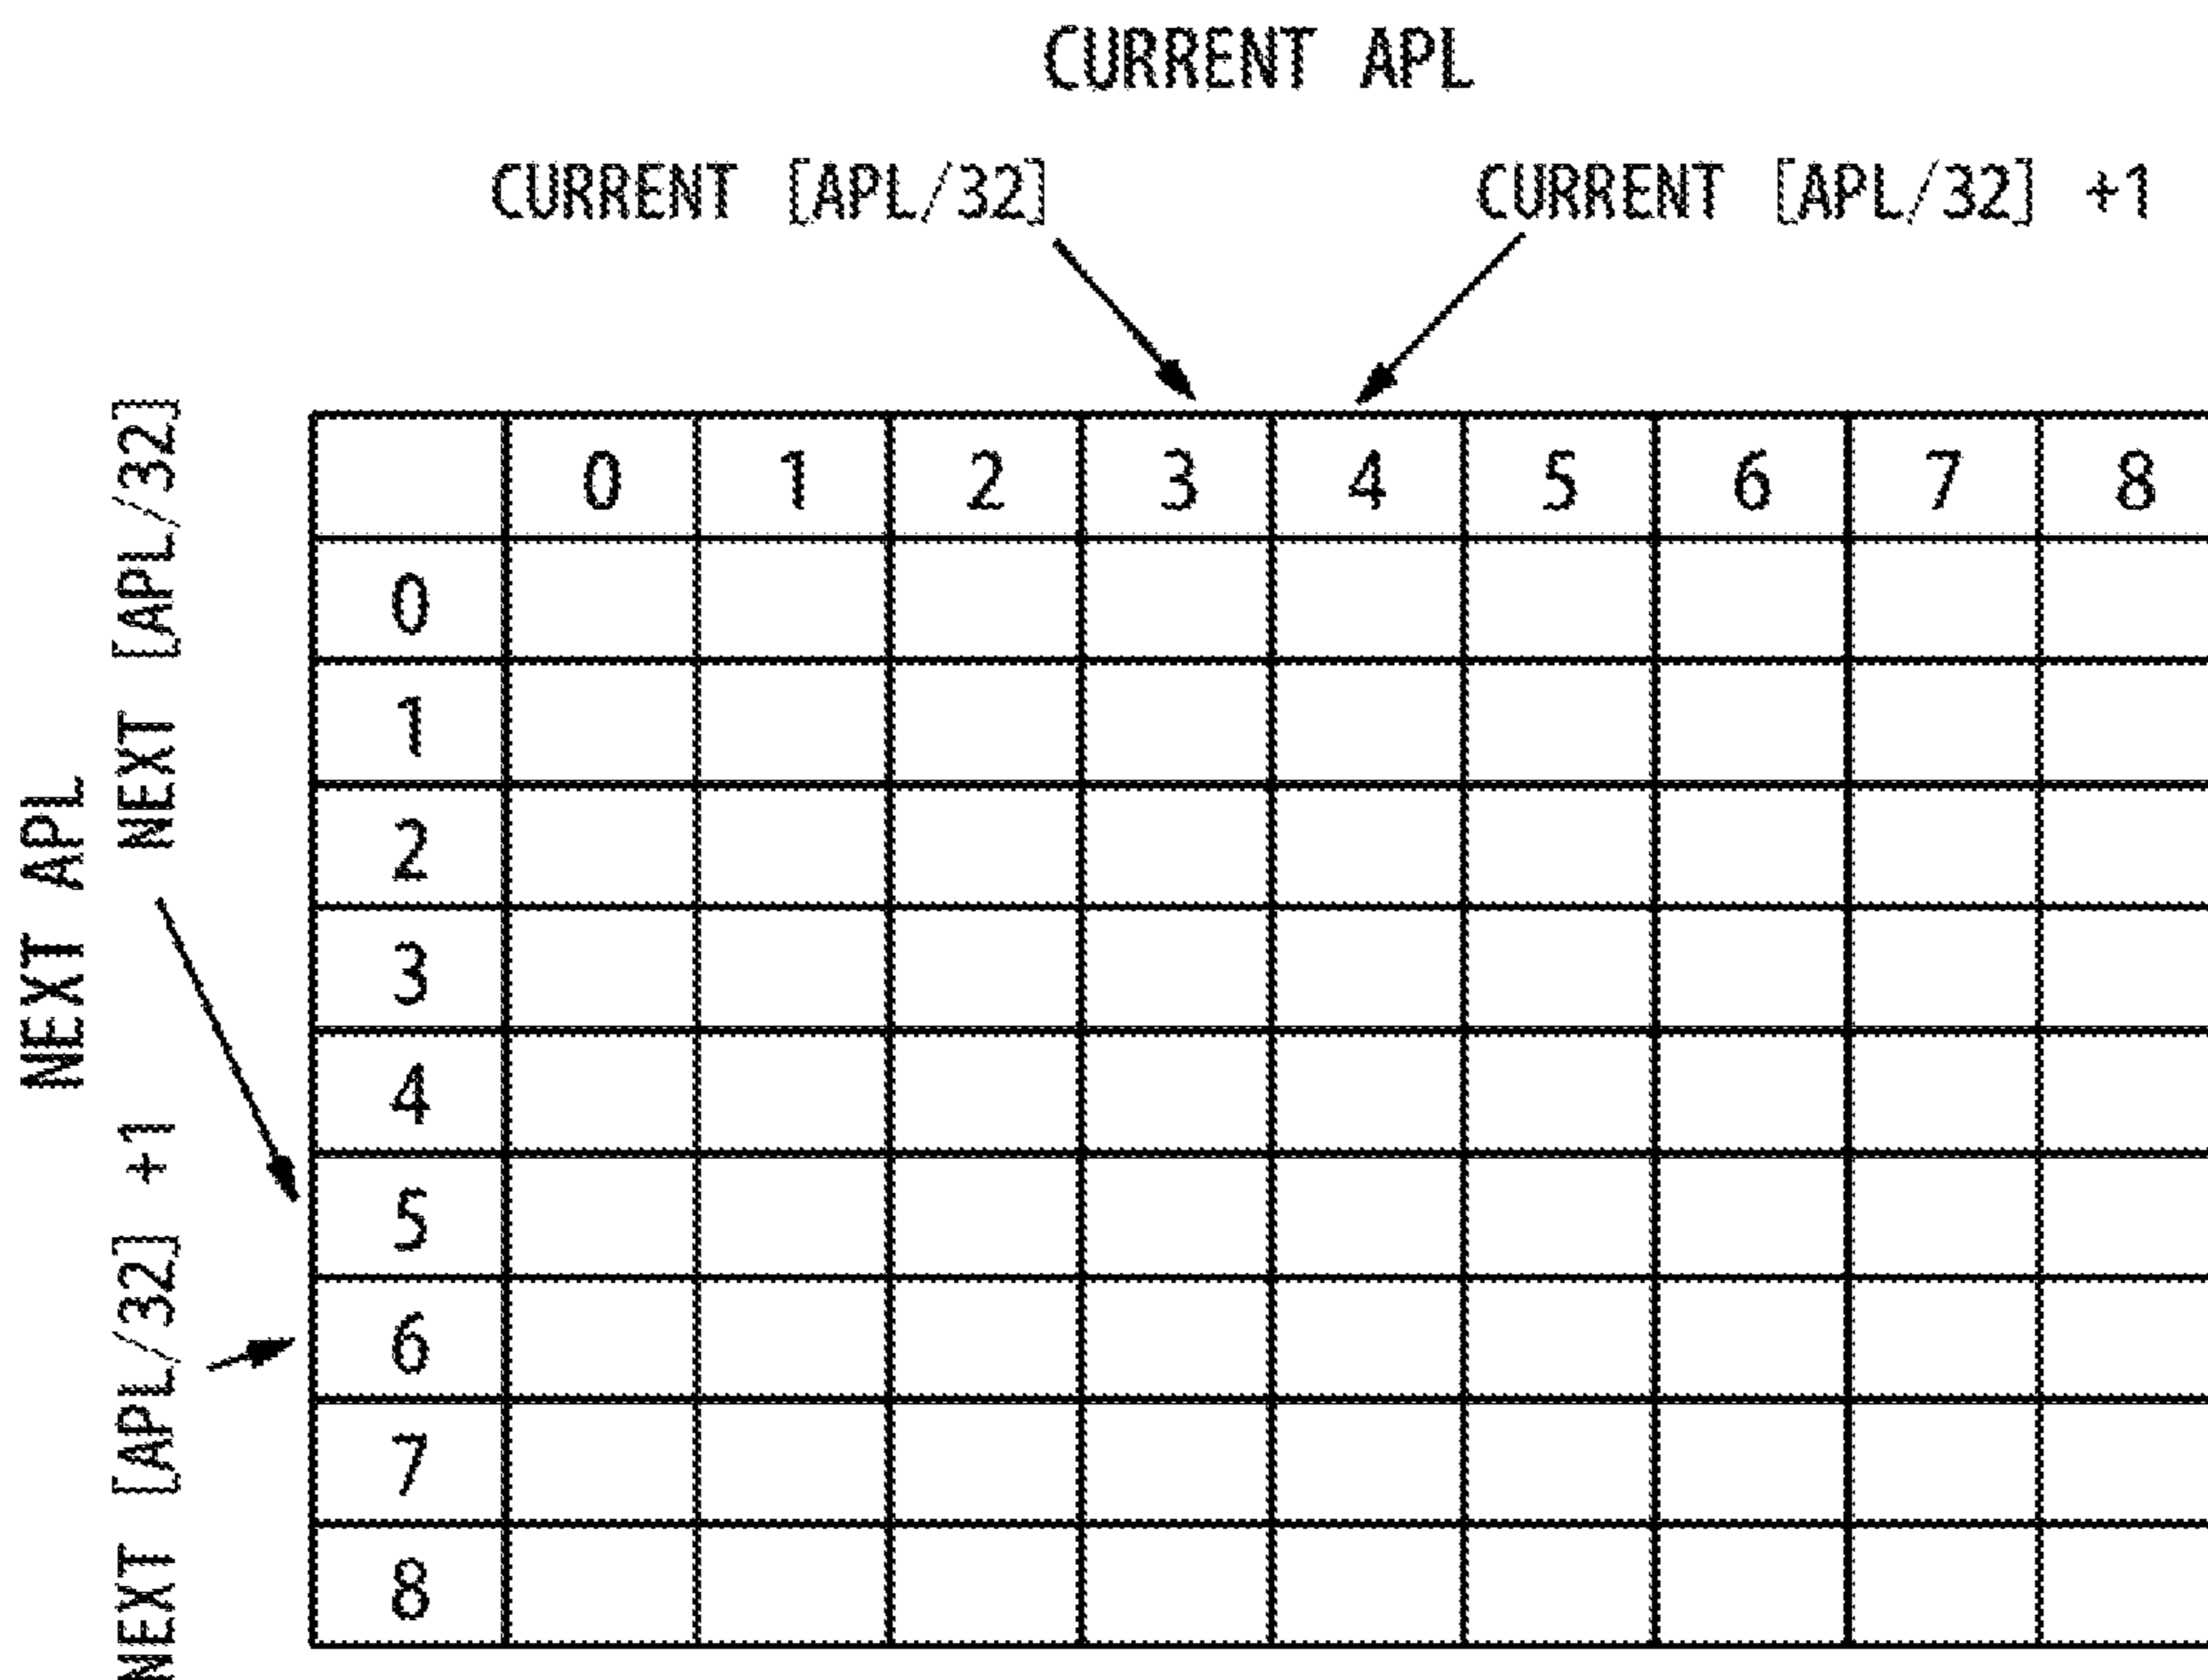 CURRENT APL
CURRENT [APL/32]
CURRENT [APL/32] +1
NEXT APL
NEXT [APL/32]
NEXT [APL/32] +1
0 1 2 3 4 5 6 7 8
0
1
2
3
4
5
6
7
8